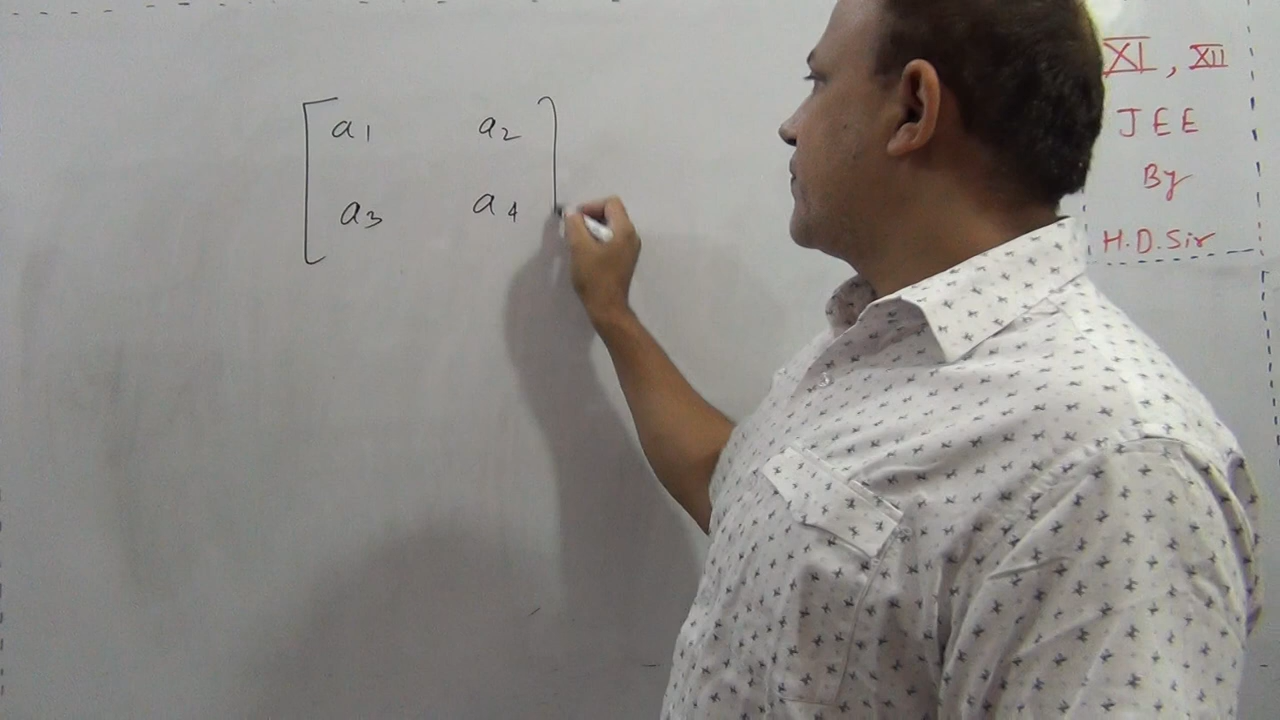 a1 a2
a3 a4
XI, XII
JEE
By
H.D.Sir